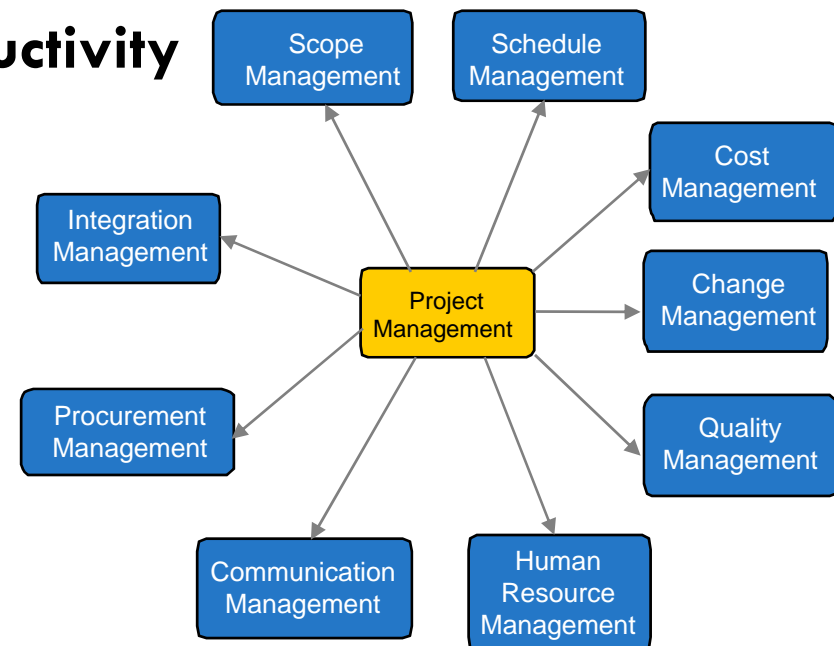 uctivity
Scope
Management
Schedule
Management
Cost
Management
Integration
Management
Change
Management
Project
Management
Procurement
Management
Quality
Management
Communication
Management
Human
Resource
Management